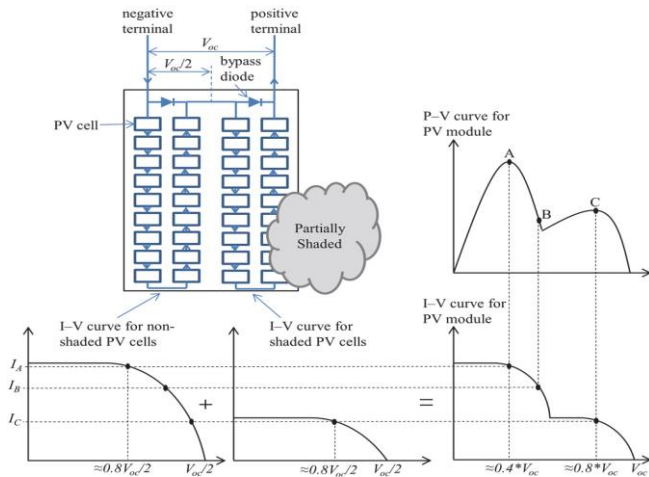 negative
terminal
positive
terminal
Voc
Voc/2
bypass
diode
PV cell
Partially
Shaded
P–V curve for
PV module
A
B
C
I–V curve for non-
shaded PV cells
I–V curve for
shaded PV cells
I–V curve for
PV module
IA
IB
IC
+
=
≈0.8Voc/2
Voc/2
≈0.8Voc/2
Voc/2
≈0.4*Voc
≈0.8*Voc
Voc